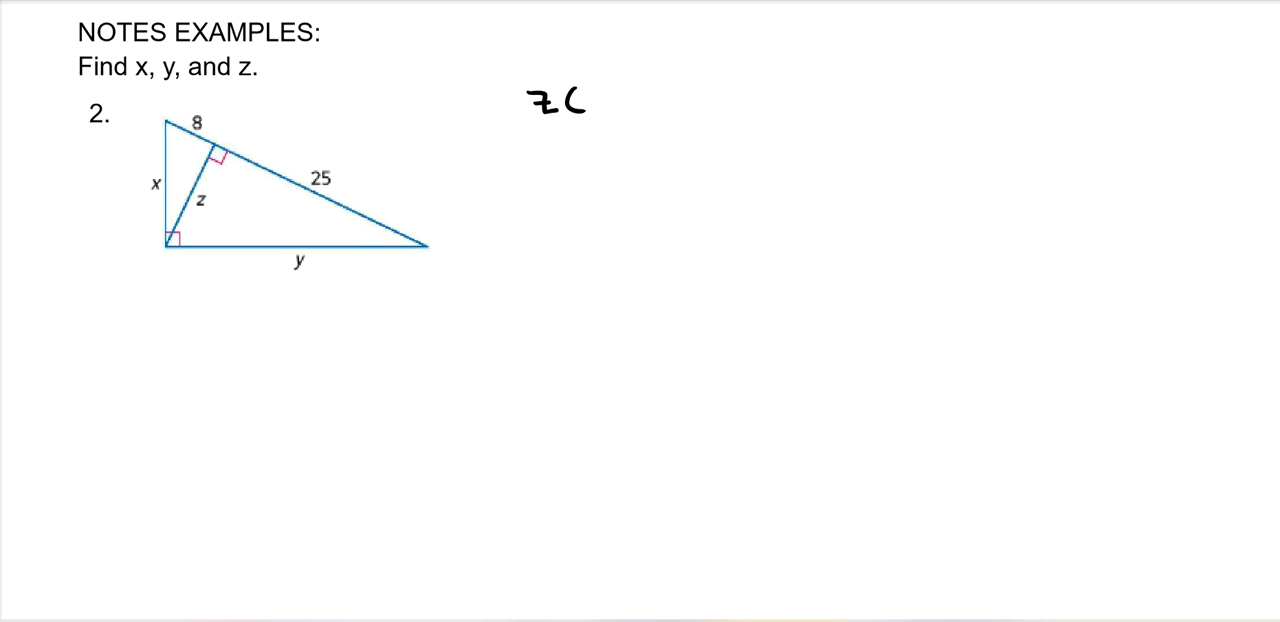 NOTES EXAMPLES:
Find x, y, and z.
z(
2.
8
25
x
z
y